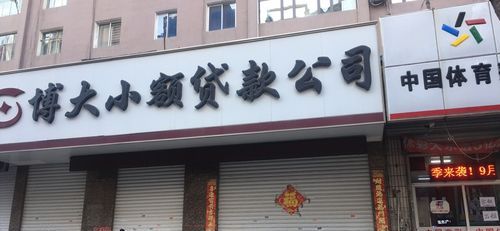 博大小额贷款公司
中国体育
季来袭!9月